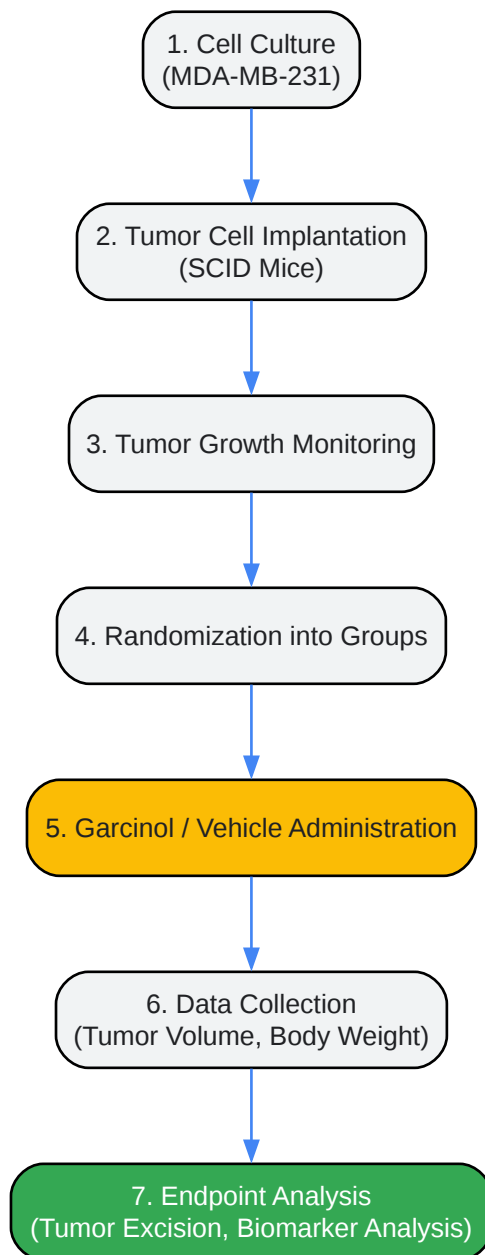 1. Cell Culture
(MDA-MB-231)
2. Tumor Cell Implantation
(SCID Mice)
3. Tumor Growth Monitoring
4. Randomization into Groups
5. Garcinol / Vehicle Administration
6. Data Collection
(Tumor Volume, Body Weight)
7. Endpoint Analysis
(Tumor Excision, Biomarker Analysis)